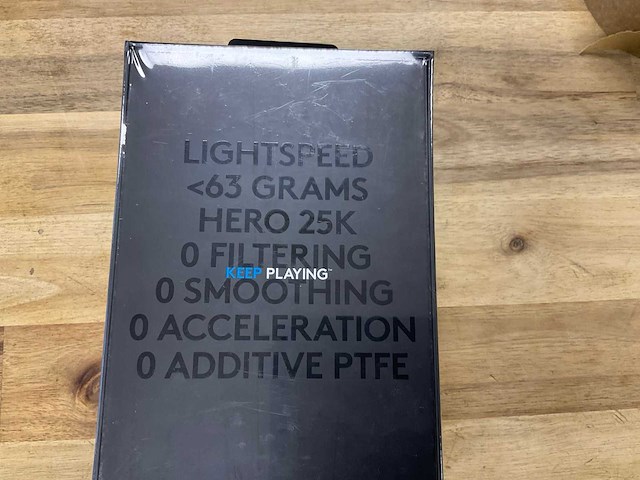 LIGHTSPEED
<63 GRAMS
HERO 25K
0 FILTERING
KEEP PLAYING™
0 SMOOTHING
0 ACCELERATION
0 ADDITIVE PTFE